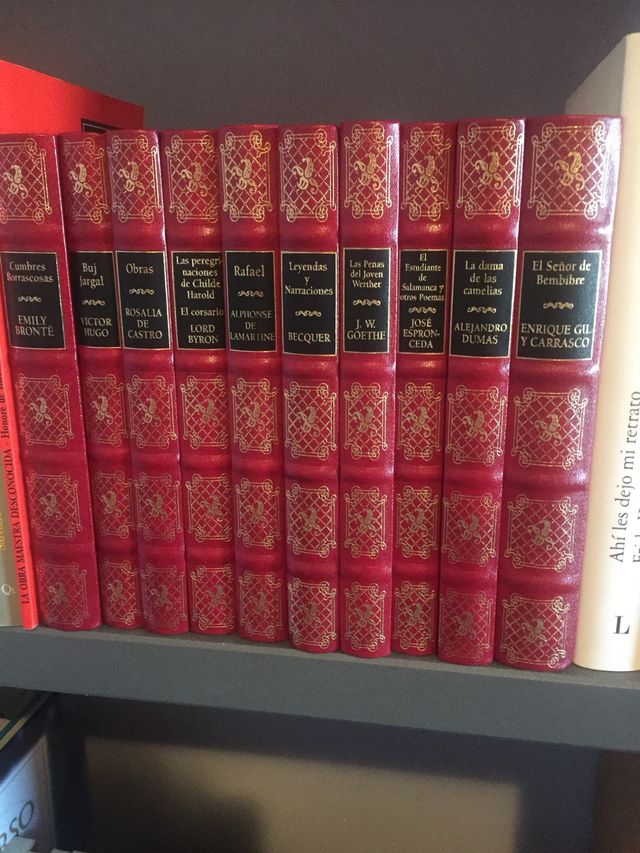 LA OBRA MAESTRA DESCONOCIDA - Honoré de
Cumbres
Borrascosas
EMILY
BRONTË
Buj
Jargal
VICTOR
HUGO
Obras
ROSALIA
DE
CASTRO
Las peregri-
naciones
de Childe
Harold
El corsario
LORD
BYRON
Rafael
ALPHONSE
DE
LAMARTINE
Leyendas
y
Narraciones
BECQUER
Las Penas
del Joven
Werther
J. W.
GOETHE
El
Estudiante
de
Salamanca y
otros Poemas
JOSÉ
ESPRON-
CEDA
La dama
de las
camelias
ALEJANDRO
DUMAS
El Señor de
Bembibre
ENRIQUE GIL
Y CARRASCO
Ahí les dejo mi retrato
L